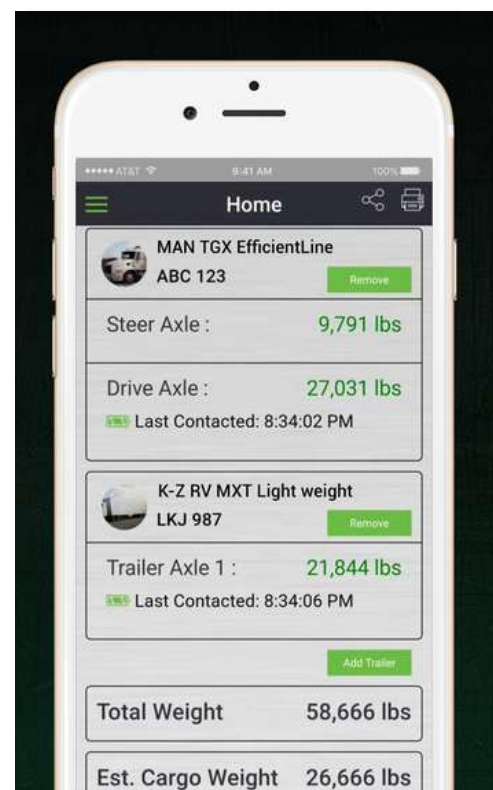 AT&T 9:41 AM 100%
Home
MAN TGX EfficientLine
ABC 123
Remove
Steer Axle : 9,791 lbs
Drive Axle : 27,031 lbs
Last Contacted: 8:34:02 PM
K-Z RV MXT Light weight
LKJ 987
Remove
Trailer Axle 1 : 21,844 lbs
Last Contacted: 8:34:06 PM
Add Trailer
Total Weight 58,666 lbs
Est. Cargo Weight 26,666 lbs